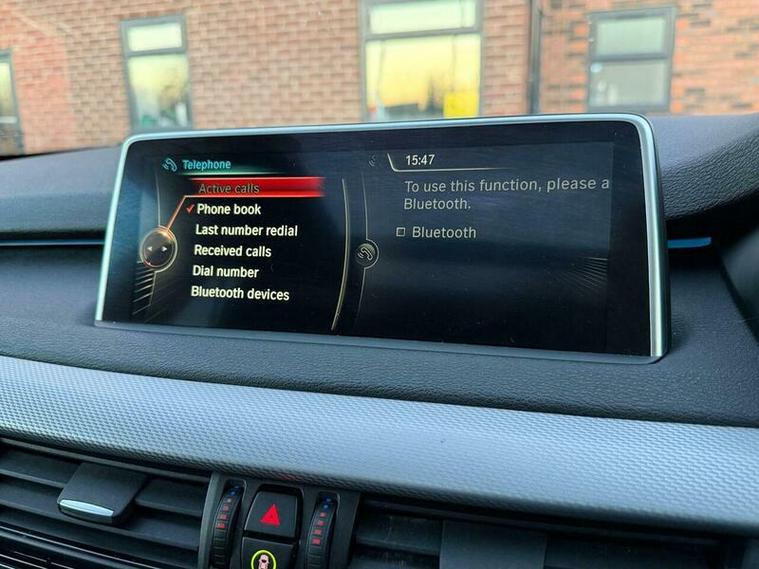 Telephone
15:47
Active calls
Phone book
Last number redial
Received calls
Dial number
Bluetooth devices
To use this function, please a
Bluetooth.
Bluetooth